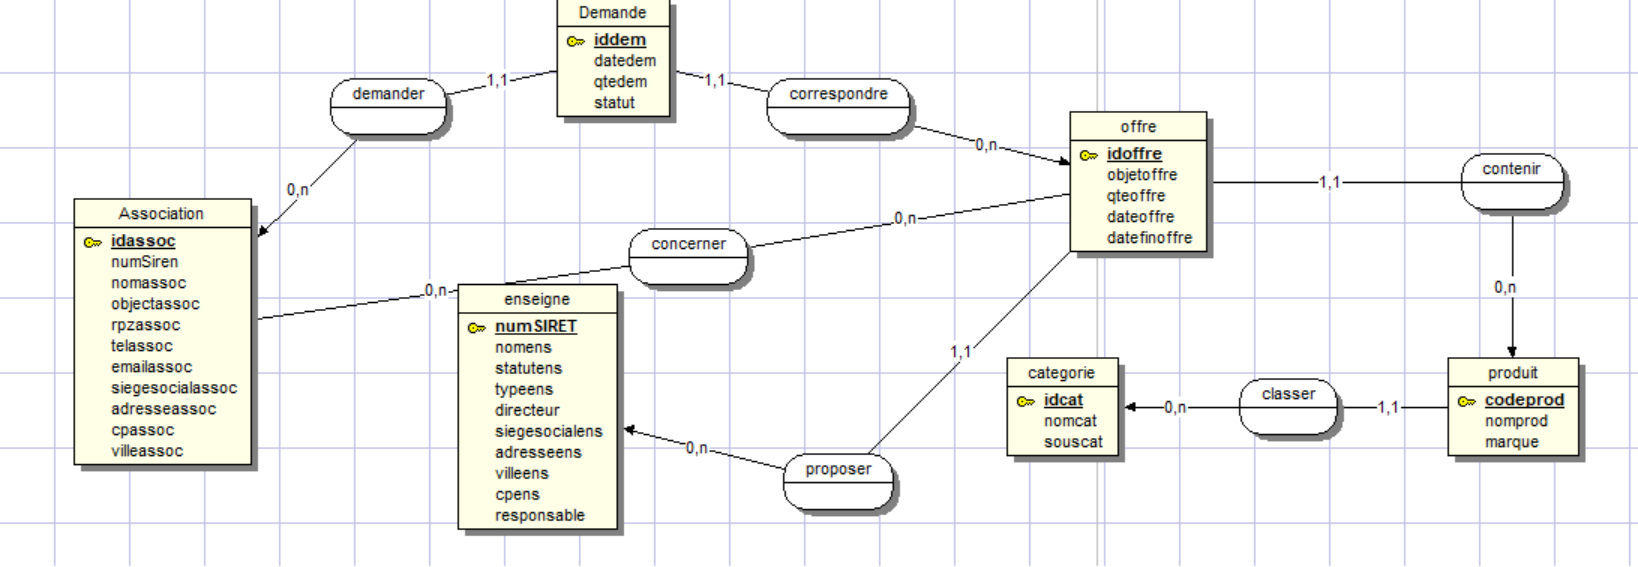 Demande
iddem
datedem
qtedem
statut
demander
1,1
1,1
correspondre
0,n
0,n
offre
idoffre
objetoffre
qteoffre
dateoffre
datefinoffre
1,1
contenir
0,n
Association
idassoc
numSiren
nomassoc
objectassoc
rpzassoc
telassoc
emailassoc
siegesocialassoc
adresseassoc
cpassoc
villeassoc
0,n
concerner
0,n
enseigne
numSIRET
nomens
statutens
typeens
directeur
siegesocialens
adresseens
villeens
cpens
responsable
0,n
proposer
1,1
categorie
idcat
nomcat
souscat
0,n
classer
1,1
produit
codeprod
nomprod
marque